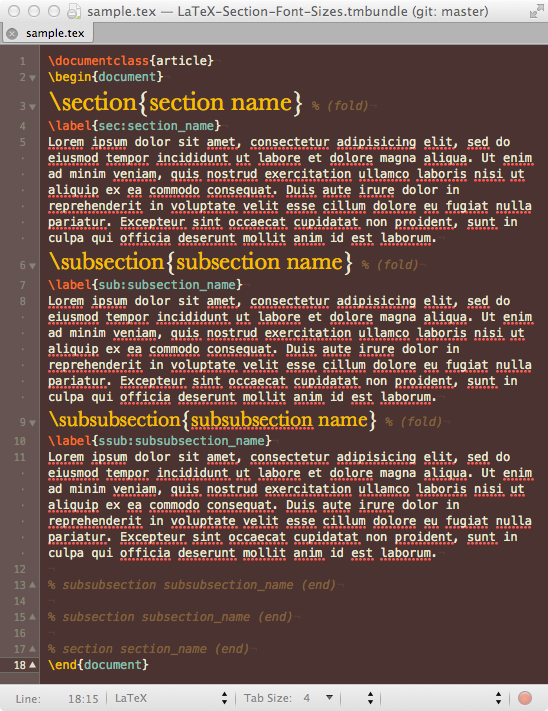 sample.tex — LaTeX-Section-Font-Sizes.tmbundle (git: master)
sample.tex
1 \documentclass{article}
2 \begin{document}
3 \section{section name} % (fold)
4 \label{sec:section_name}
5 Lorem ipsum dolor sit amet, consectetur adipisicing elit, sed do
eiusmod tempor incididunt ut labore et dolore magna aliqua. Ut enim
ad minim veniam, quis nostrud exercitation ullamco laboris nisi ut
aliquip ex ea commodo consequat. Duis aute irure dolor in
reprehenderit in voluptate velit esse cillum dolore eu fugiat nulla
pariatur. Excepteur sint occaecat cupidatat non proident, sunt in
culpa qui officia deserunt mollit anim id est laborum.
6 \subsection{subsection name} % (fold)
7 \label{sub:subsection_name}
8 Lorem ipsum dolor sit amet, consectetur adipisicing elit, sed do
eiusmod tempor incididunt ut labore et dolore magna aliqua. Ut enim
ad minim veniam, quis nostrud exercitation ullamco laboris nisi ut
aliquip ex ea commodo consequat. Duis aute irure dolor in
reprehenderit in voluptate velit esse cillum dolore eu fugiat nulla
pariatur. Excepteur sint occaecat cupidatat non proident, sunt in
culpa qui officia deserunt mollit anim id est laborum.
9 \subsubsection{subsubsection name} % (fold)
10 \label{ssub:subsubsection_name}
11 Lorem ipsum dolor sit amet, consectetur adipisicing elit, sed do
eiusmod tempor incididunt ut labore et dolore magna aliqua. Ut enim
ad minim veniam, quis nostrud exercitation ullamco laboris nisi ut
aliquip ex ea commodo consequat. Duis aute irure dolor in
reprehenderit in voluptate velit esse cillum dolore eu fugiat nulla
pariatur. Excepteur sint occaecat cupidatat non proident, sunt in
culpa qui officia deserunt mollit anim id est laborum.
12
13 % subsubsection subsubsection_name (end)
14
15 % subsection subsection_name (end)
16
17 % section section_name (end)
18 \end{document}
Line: 18:15 LaTeX Tab Size: 4